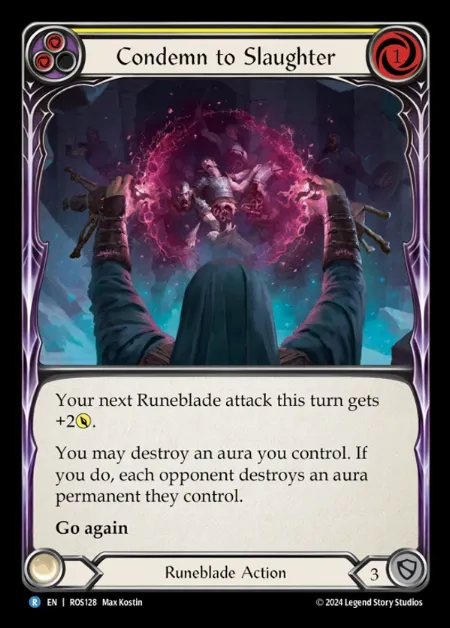 Condemn to Slaughter
1
Your next Runeblade attack this turn gets
+2.
You may destroy an aura you control. If
you do, each opponent destroys an aura
permanent they control.
Go again
Runeblade Action
3
R EN | ROS128 Max Kostin
© 2024 Legend Story Studios